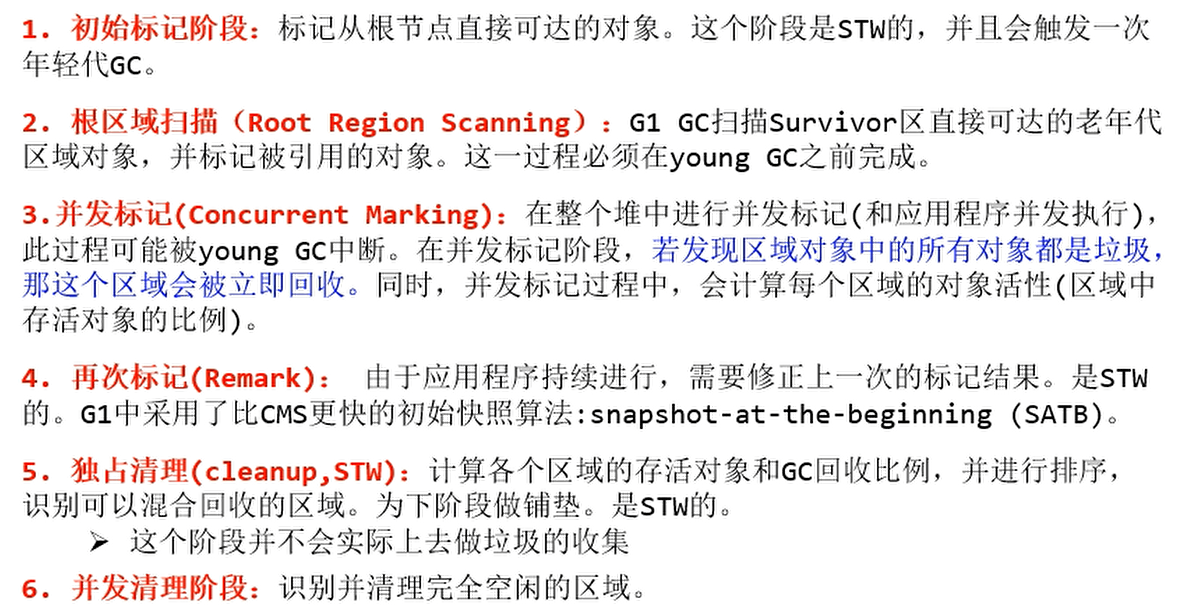 1. 初始标记阶段：标记从根节点直接可达的对象。这个阶段是STW的，并且会触发一次
年轻代GC。
2. 根区域扫描（Root Region Scanning）：G1 GC扫描Survivor区直接可达的老年代
区域对象，并标记被引用的对象。这一过程必须在young GC之前完成。
3.并发标记(Concurrent Marking)：在整个堆中进行并发标记(和应用程序并发执行)，
此过程可能被young GC中断。在并发标记阶段，若发现区域对象中的所有对象都是垃圾，
那这个区域会被立即回收。同时，并发标记过程中，会计算每个区域的对象活性(区域中
存活对象的比例)。
4. 再次标记(Remark)： 由于应用程序持续进行，需要修正上一次的标记结果。是STW
的。G1中采用了比CMS更快的初始快照算法:snapshot-at-the-beginning (SATB)。
5. 独占清理(cleanup,STW)：计算各个区域的存活对象和GC回收比例，并进行排序，
识别可以混合回收的区域。为下阶段做铺垫。是STW的。
➢ 这个阶段并不会实际上去做垃圾的收集
6. 并发清理阶段：识别并清理完全空闲的区域。